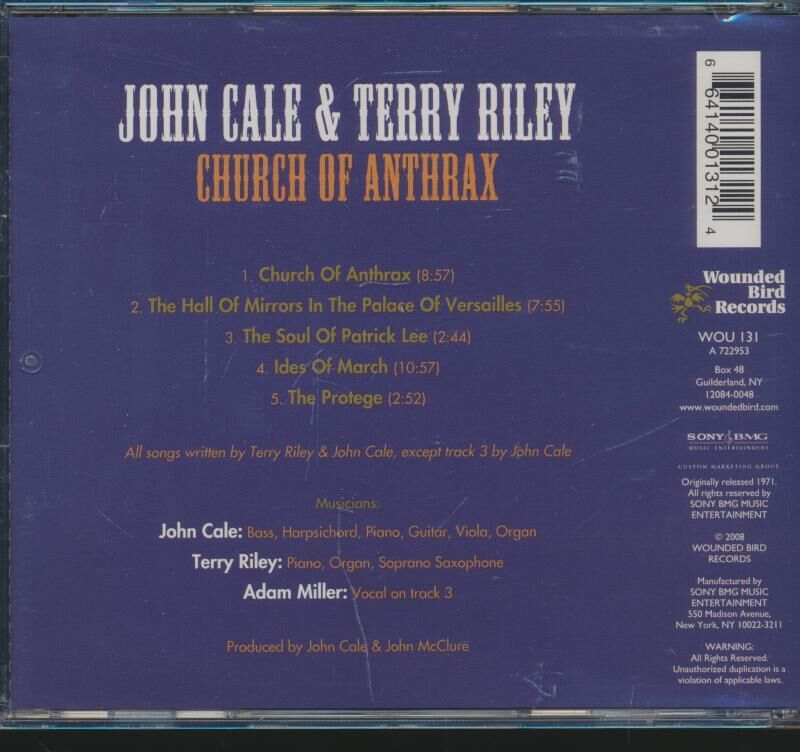 JOHN CALE & TERRY RILEY
CHURCH OF ANTHRAX
1. Church Of Anthrax (8:57)
2. The Hall Of Mirrors In The Palace Of Versailles (7:55)
3. The Soul Of Patrick Lee (2:44)
4. Ides Of March (10:57)
5. The Protege (2:52)
All songs written by Terry Riley & John Cale, except track 3 by John Cale
Musicians:
John Cale: Bass, Harpsichord, Piano, Guitar, Viola, Organ
Terry Riley: Piano, Organ, Soprano Saxophone
Adam Miller: Vocal on track 3
Produced by John Cale & John McClure
6 64140 01312 4
Wounded
Bird
Records
WOU 131
A 722953
Box 48
Guilderland, NY
12084-0048
www.woundedbird.com
SONY BMG
MUSIC ENTERTAINMENT
CUSTOM MARKETING GROUP
Originally released 1971.
All rights reserved by
SONY BMG MUSIC
ENTERTAINMENT
© 2008
WOUNDED BIRD
RECORDS
Manufactured by
SONY BMG MUSIC
ENTERTAINMENT
550 Madison Avenue,
New York, NY 10022-3211
WARNING:
All Rights Reserved.
Unauthorized duplication is a
violation of applicable laws.